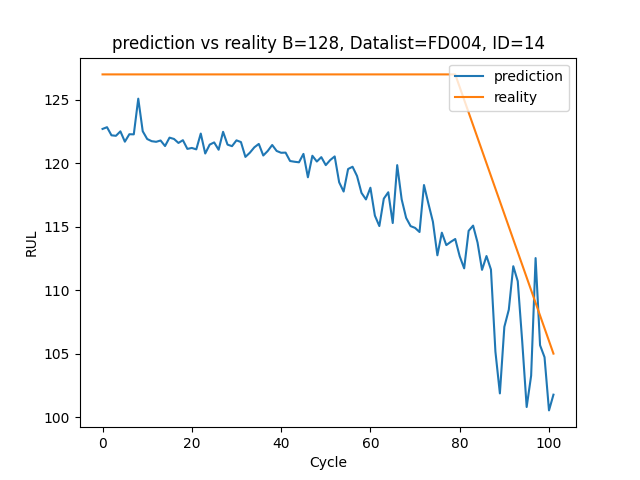 prediction vs reality B=128, Datalist=FD004, ID=14
prediction
reality
125
120
115
110
105
100
RUL
0 20 40 60 80 100
Cycle